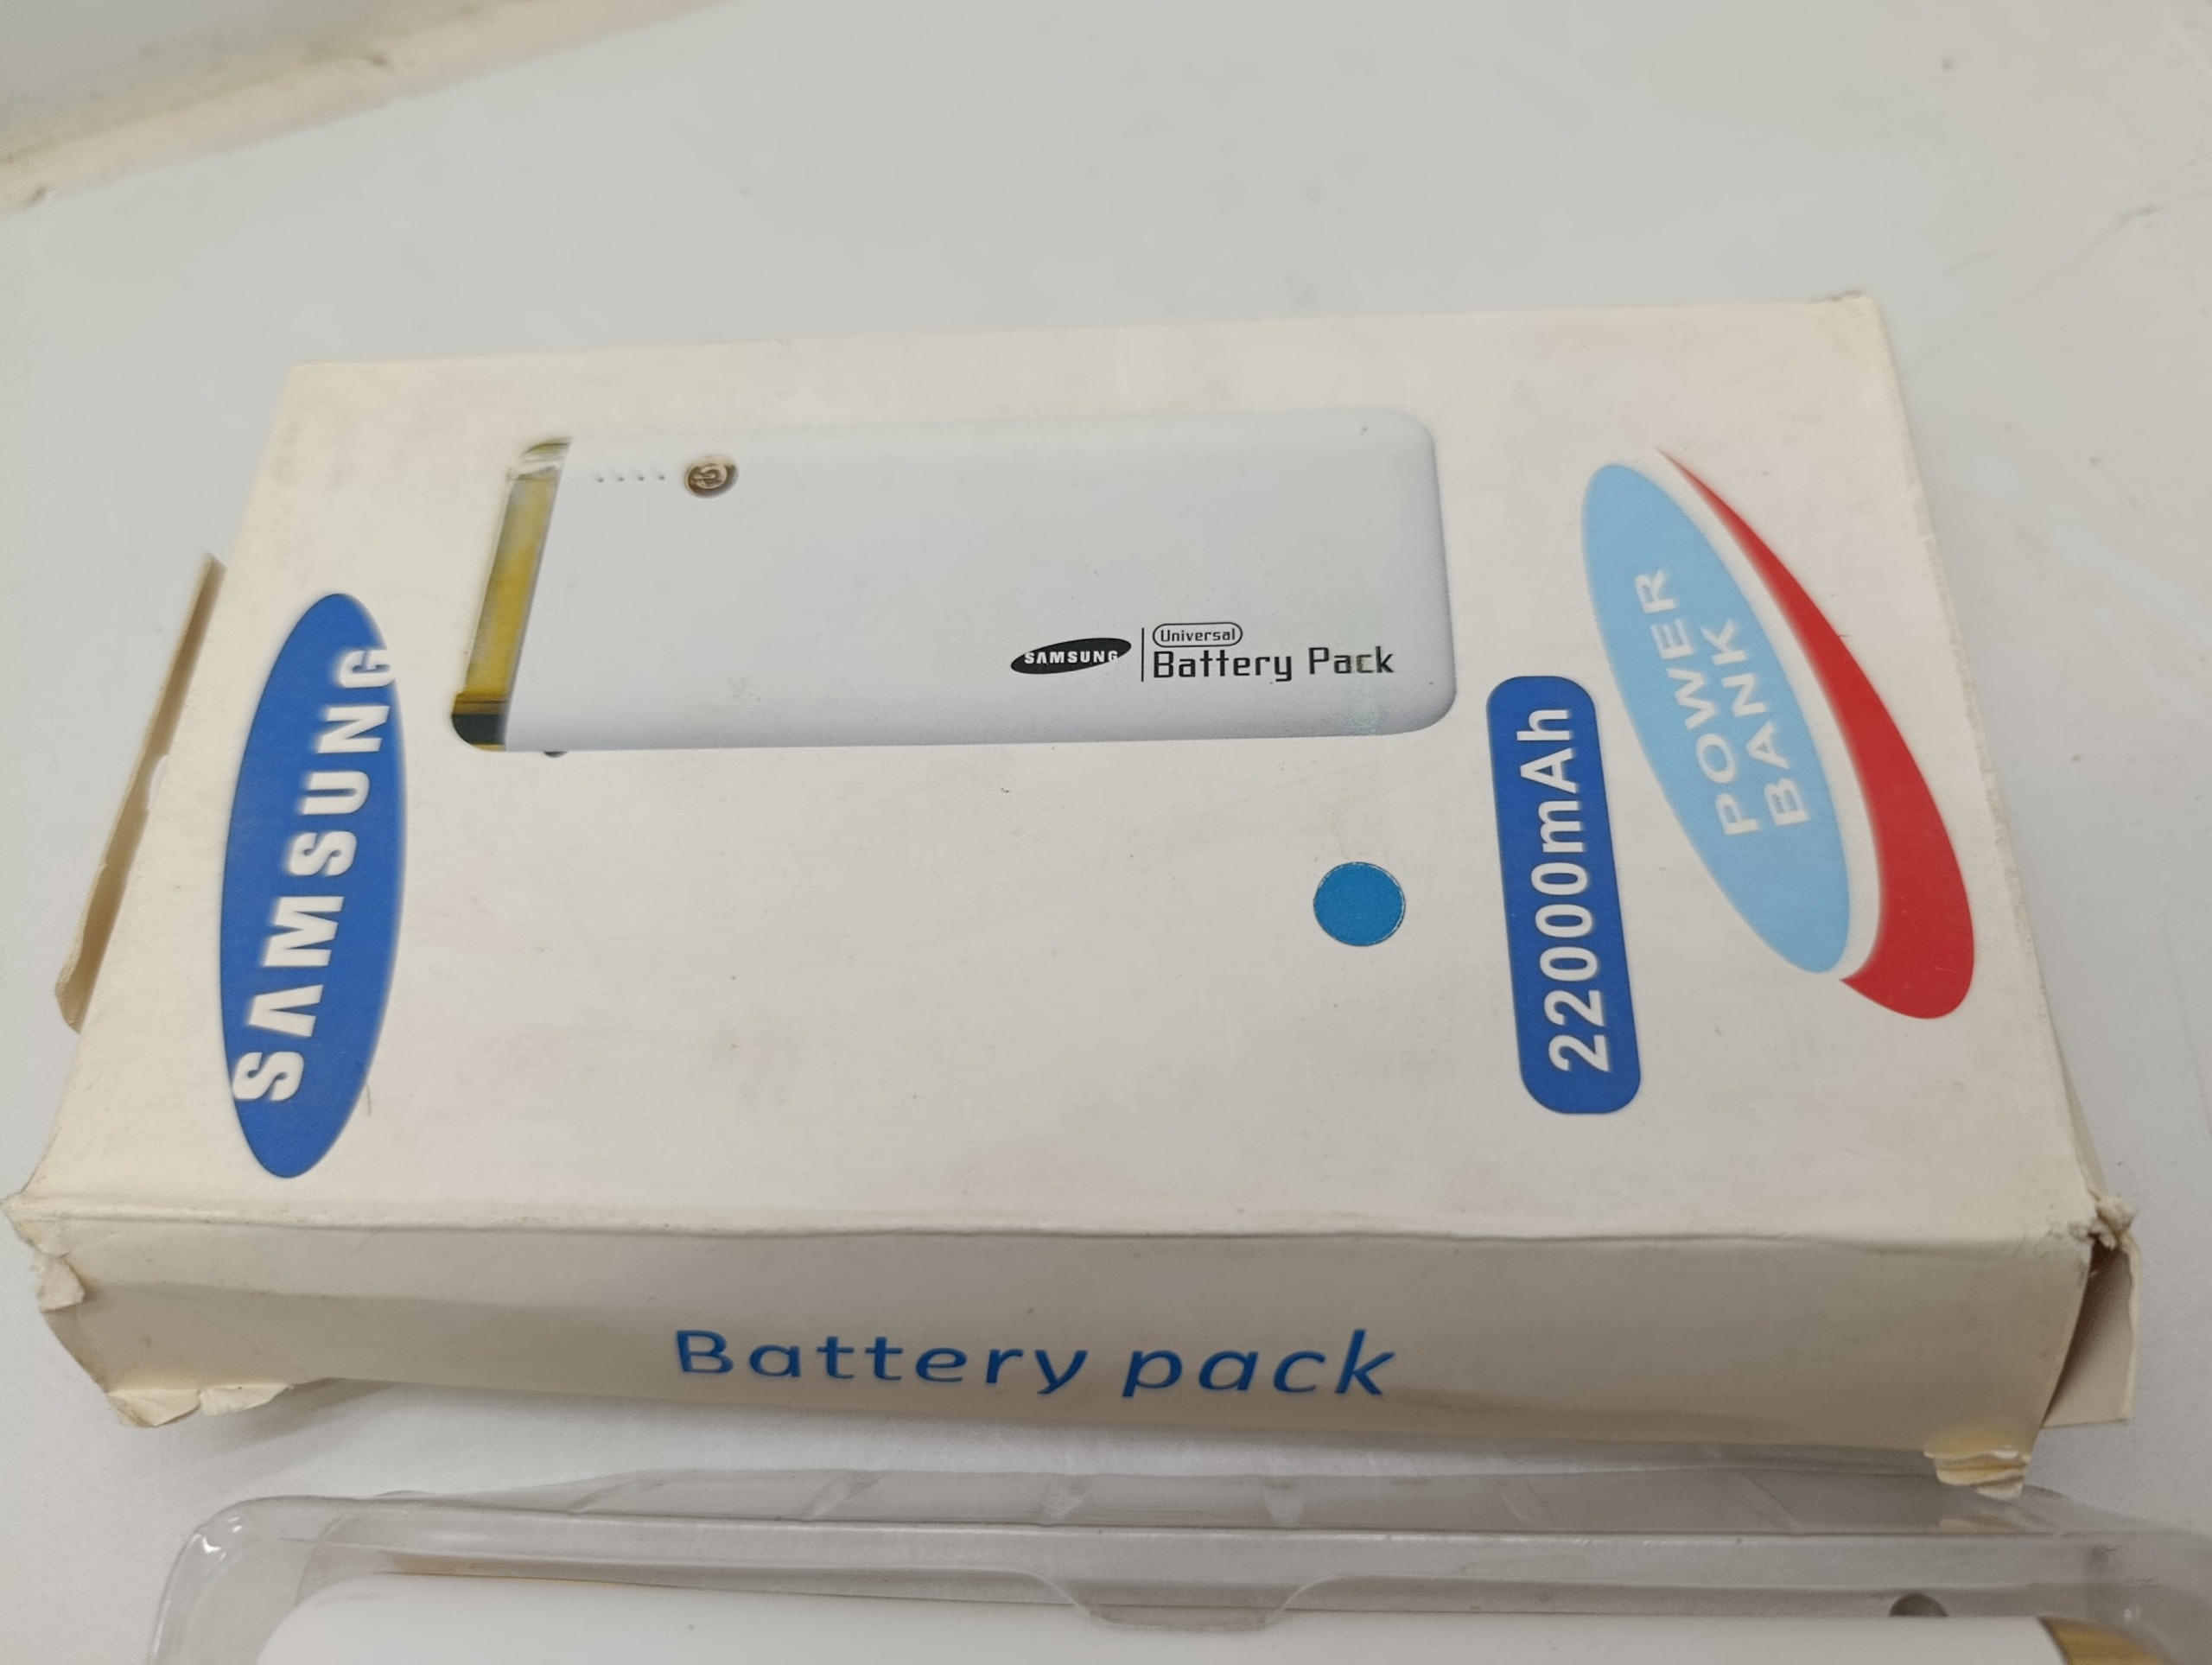 SAMSUNG
SAMSUNG
Universal
Battery Pack
22000mAh
POWER
BANK
Battery pack